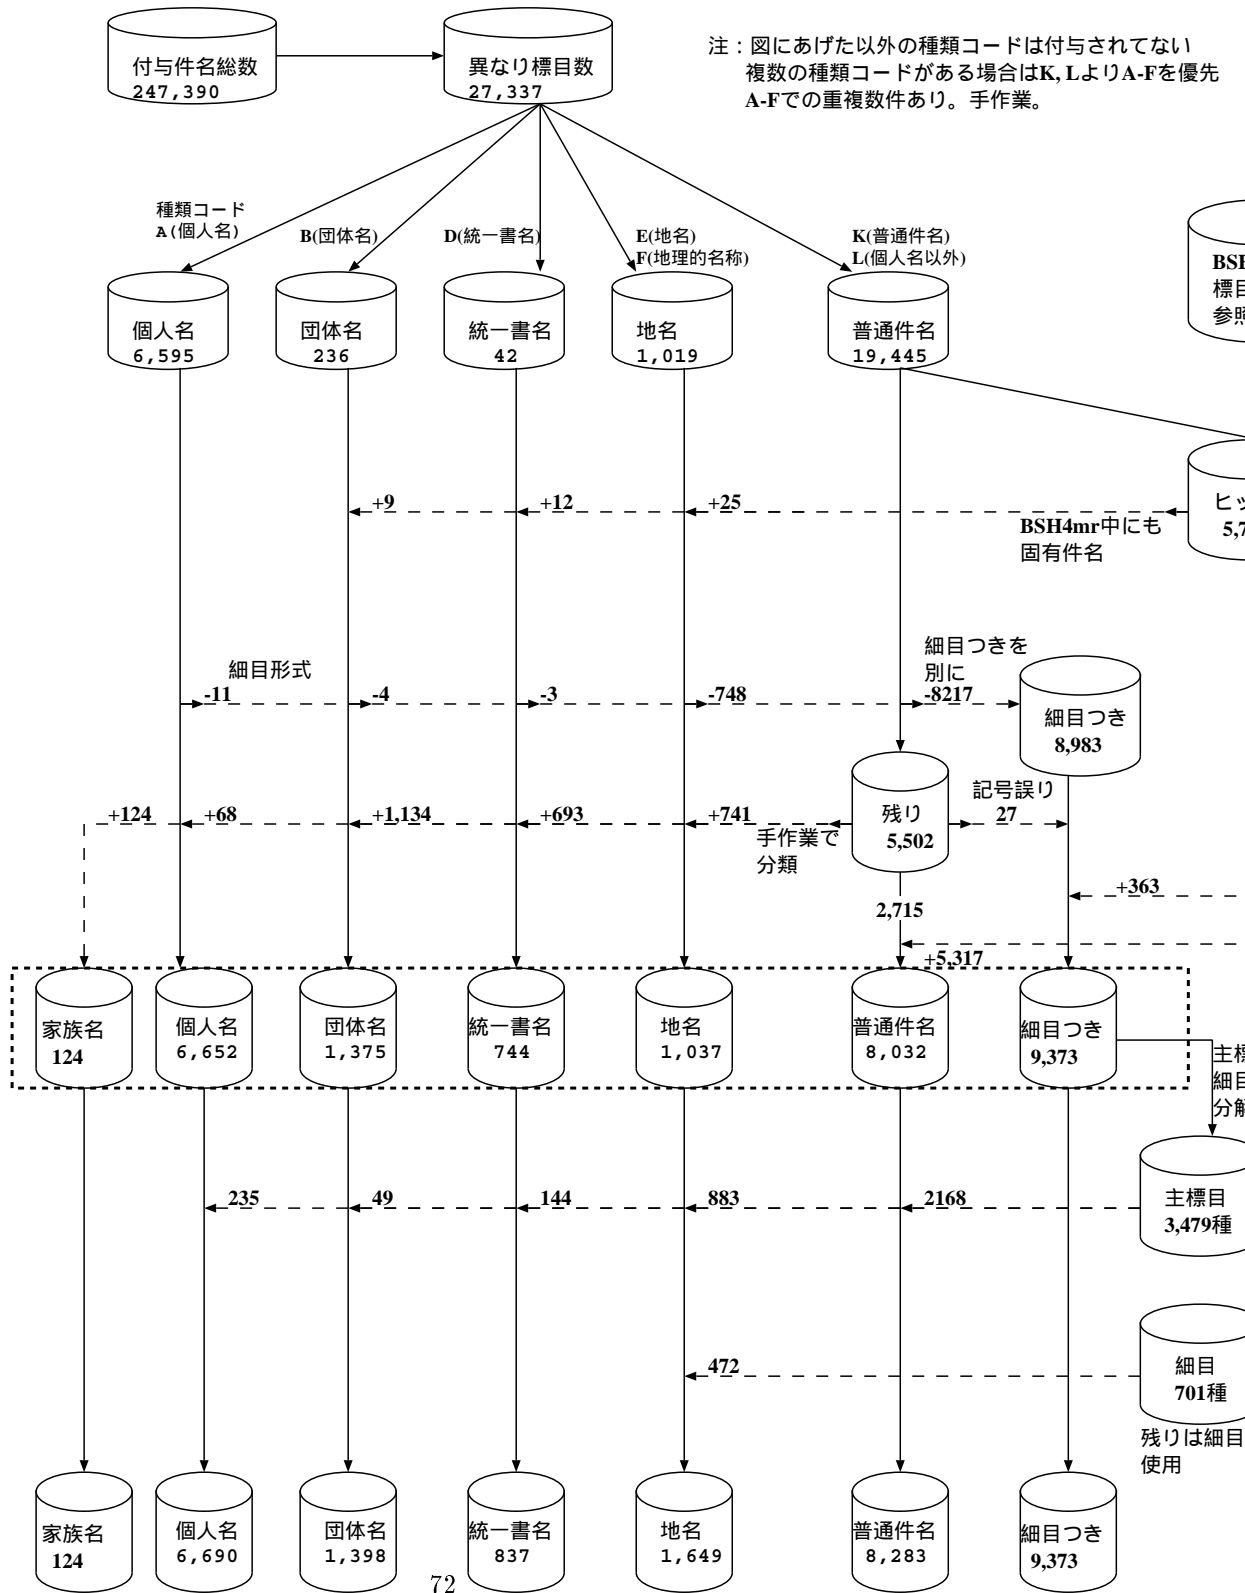 付与件名総数
247,390
異なり標目数
27,337
注：図にあげた以外の種類コードは付与されてない
複数の種類コードがある場合はK, LよりA-Fを優先
A-Fでの重複数件あり。手作業。
種類コード
A(個人名)
B(団体名)
D(統一書名)
E(地名)
F(地理的名称)
K(普通件名)
L(個人名以外)
個人名
6,595
団体名
236
統一書名
42
地名
1,019
普通件名
19,445
BSH
標目
参照
+9
+12
+25
BSH4mr中にも
固有件名
ヒッ
5,7
細目形式
-11
-4
-3
-748
細目つきを
別に
-8217
細目つき
8,983
+124
+68
+1,134
+693
+741
手作業で
分類
残り
5,502
記号誤り
27
2,715
+363
+5,317
家族名
124
個人名
6,652
団体名
1,375
統一書名
744
地名
1,037
普通件名
8,032
細目つき
9,373
主標
細目
分解
235
49
144
883
2168
主標目
3,479種
472
細目
701種
残りは細目
使用
家族名
124
個人名
6,690
団体名
1,398
統一書名
837
地名
1,649
普通件名
8,283
細目つき
9,373
72